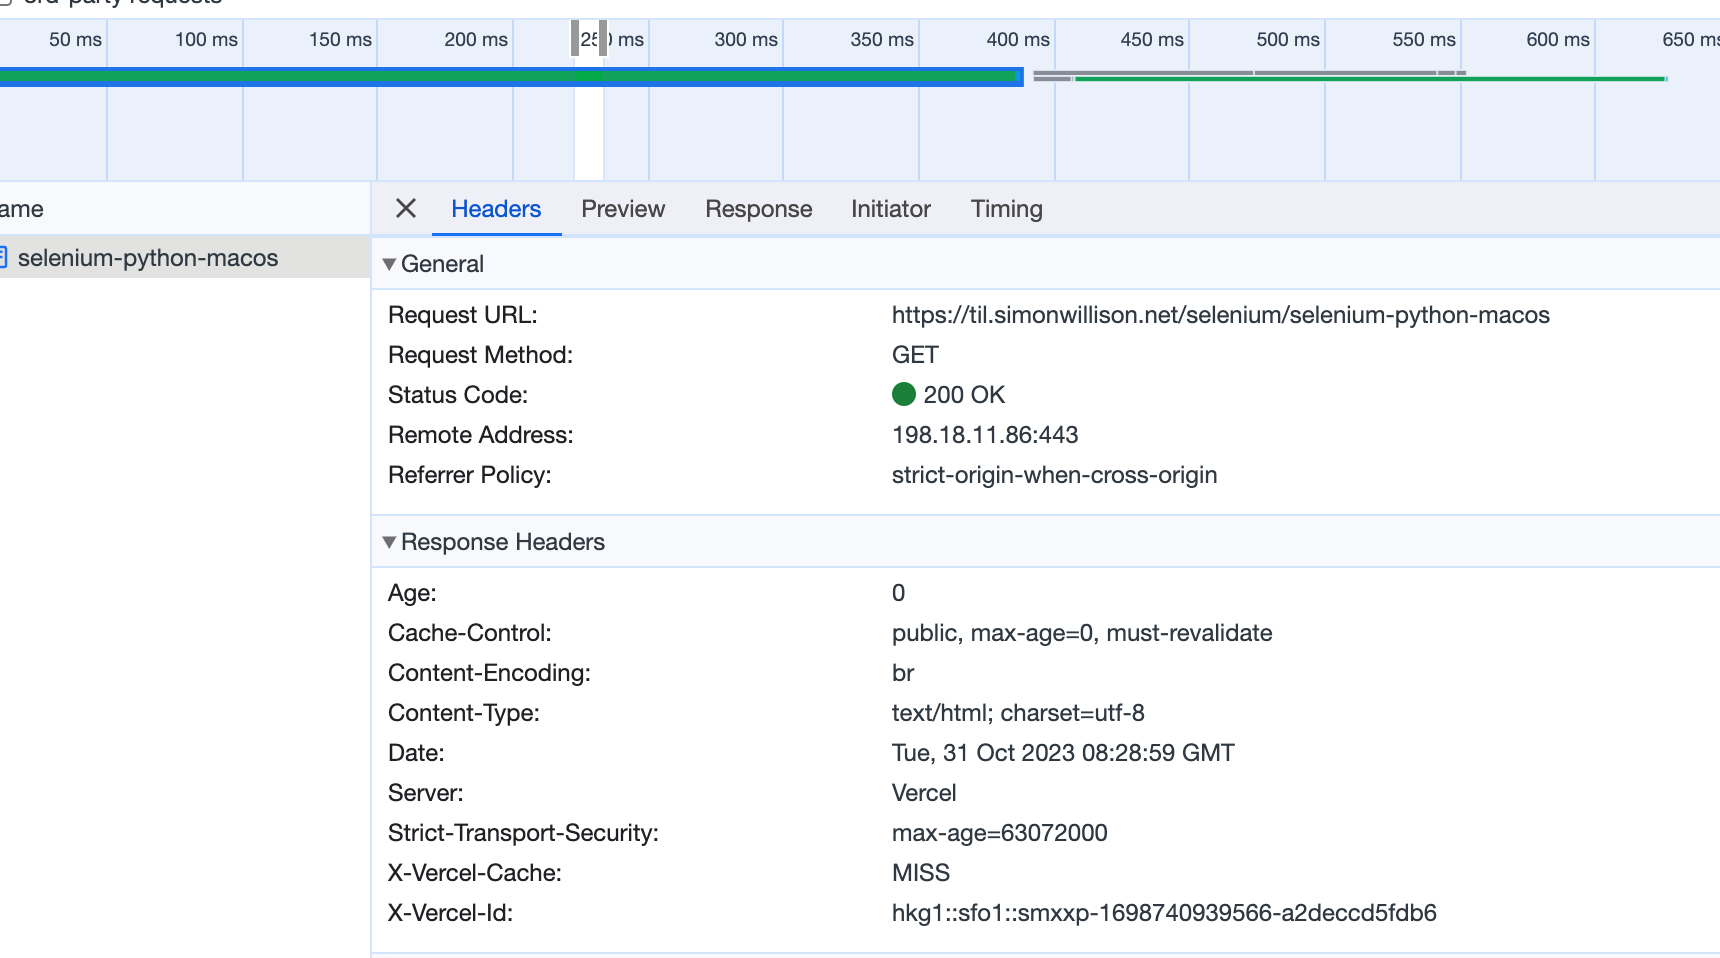 3rd-party requests
50 ms 100 ms 150 ms 200 ms 250 ms 300 ms 350 ms 400 ms 450 ms 500 ms 550 ms 600 ms 650 ms
ame Headers Preview Response Initiator Timing
selenium-python-macos
General
Request URL: https://til.simonwillison.net/selenium/selenium-python-macos
Request Method: GET
Status Code: 200 OK
Remote Address: 198.18.11.86:443
Referrer Policy: strict-origin-when-cross-origin
Response Headers
Age: 0
Cache-Control: public, max-age=0, must-revalidate
Content-Encoding: br
Content-Type: text/html; charset=utf-8
Date: Tue, 31 Oct 2023 08:28:59 GMT
Server: Vercel
Strict-Transport-Security: max-age=63072000
X-Vercel-Cache: MISS
X-Vercel-Id: hkg1::sfo1::smxxp-1698740939566-a2deccd5fdb6